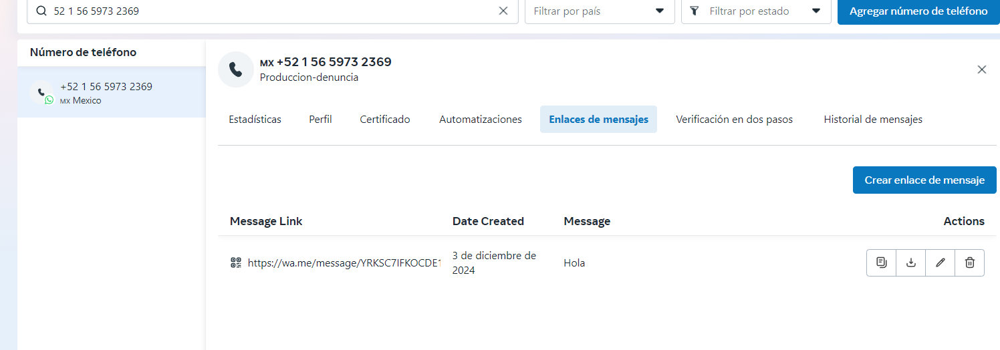 52 1 56 5973 2369
Filtrar por país
Filtrar por estado
Agregar número de teléfono
Número de teléfono
+52 1 56 5973 2369
MX Mexico
MX +52 1 56 5973 2369
Produccion-denuncia
Estadísticas
Perfil
Certificado
Automatizaciones
Enlaces de mensajes
Verificación en dos pasos
Historial de mensajes
Crear enlace de mensaje
Message Link
Date Created
Message
Actions
https://wa.me/message/YRKSC7IFKOCDE1
3 de diciembre de
2024
Hola